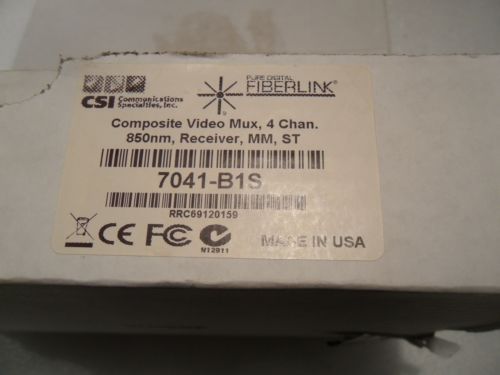 CSI Communications Specialties, Inc.
PURE DIGITAL
FIBERLINK®
Composite Video Mux, 4 Chan.
850nm, Receiver, MM, ST
7041-B1S
RRC69120159
CE FCC
N12911
MADE IN USA